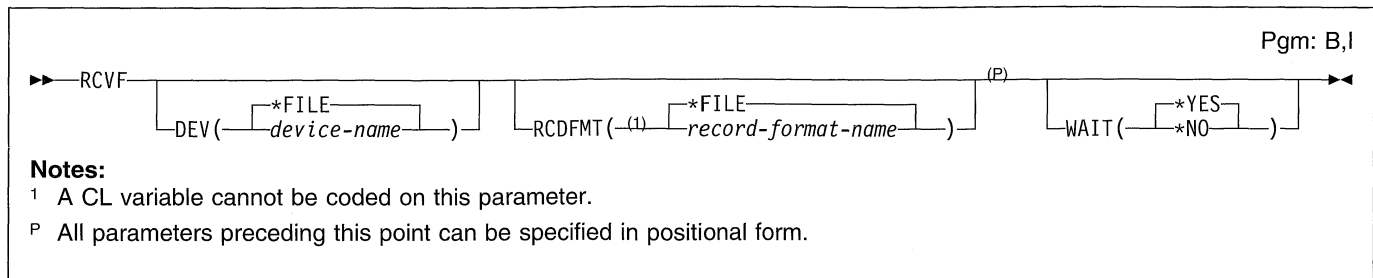 Pgm: B,I
RCVF
DEV( *FILE device-name )
RCDFMT( (1) *FILE record-format-name )
(P)
WAIT( *YES *NO )
Notes:
1 A CL variable cannot be coded on this parameter.
P All parameters preceding this point can be specified in positional form.